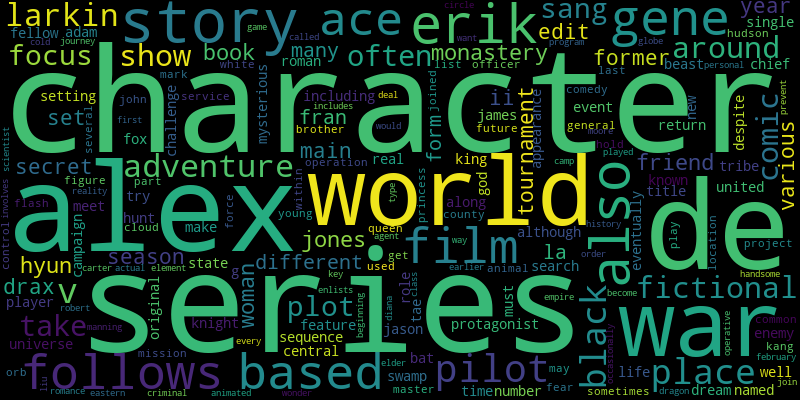 larkin story ace erik sang gene year
fellow adam game called circle want single
cold journey program globe hudson
focus show book many often monastery edit former around
mark white roman list officer last beast personal chief
character
setting john service including includes deal ii event comedy
first challenge mysterious brother would fran joined james future general moore new despite
set several fox form appearance tournament hold return prevent
scientist secret adventure main operation real king god camp played friend tribe comic various
figure part princess along known title united
alex world also de
reality try within type county
involves flash meet hunt force young queen although history play location
control campaign cloud make jones agent film way la eventually project
hyun season state different get used earlier animal search order handsome
carter actual element key class become
drax v original g woman plot role tae must black fictional
player robert knight feature enlists beginning diana empire war
series
take manning every sequence jason protagonist operative common
universe central bat kang enemy
mission elder february
orb liu follows based swamp pilot place life well
romance criminal may occasionally dream join
eastern animated wonder master time number fear sometimes dragon named